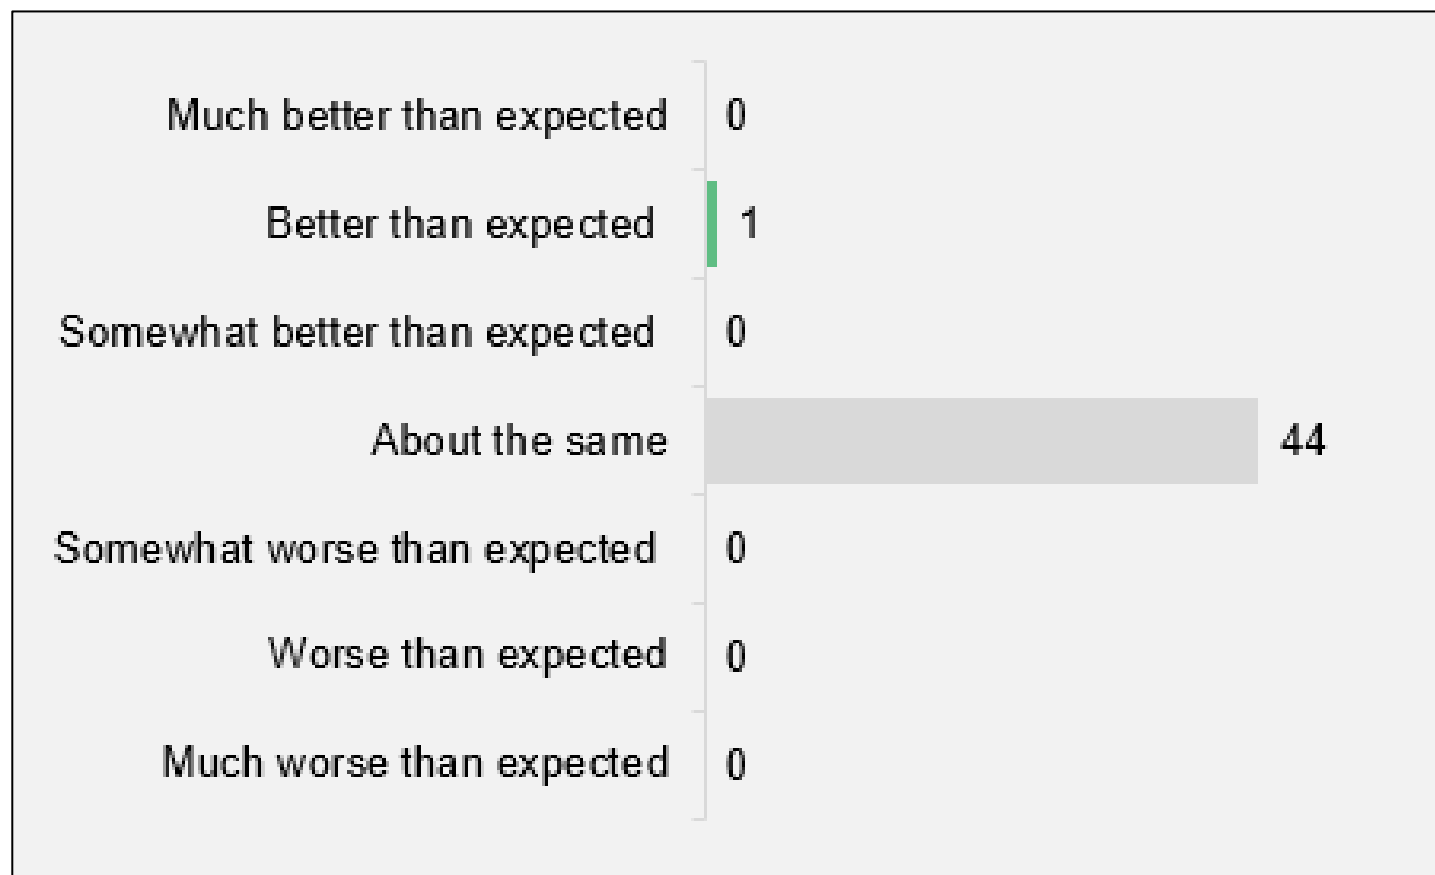 Much better than expected 0
Better than expected 1
Somewhat better than expected 0
About the same 44
Somewhat worse than expected 0
Worse than expected 0
Much worse than expected 0